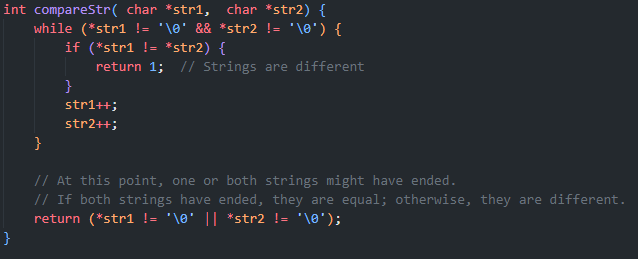 int compareStr( char *str1,  char *str2) {
    while (*str1 != '\0' && *str2 != '\0') {
        if (*str1 != *str2) {
            return 1;  // Strings are different
        }
        str1++;
        str2++;
    }

    // At this point, one or both strings might have ended.
    // If both strings have ended, they are equal; otherwise, they are different.
    return (*str1 != '\0' || *str2 != '\0');
}